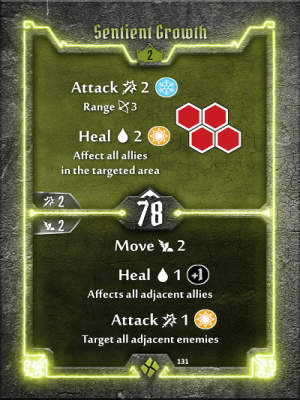 Sentient Growth
2
Attack 2
Range 3
Heal 2
Affect all allies
in the targeted area
2
78
2
Move 2
Heal 1 +1
Affects all adjacent allies
Attack 1
Target all adjacent enemies
131